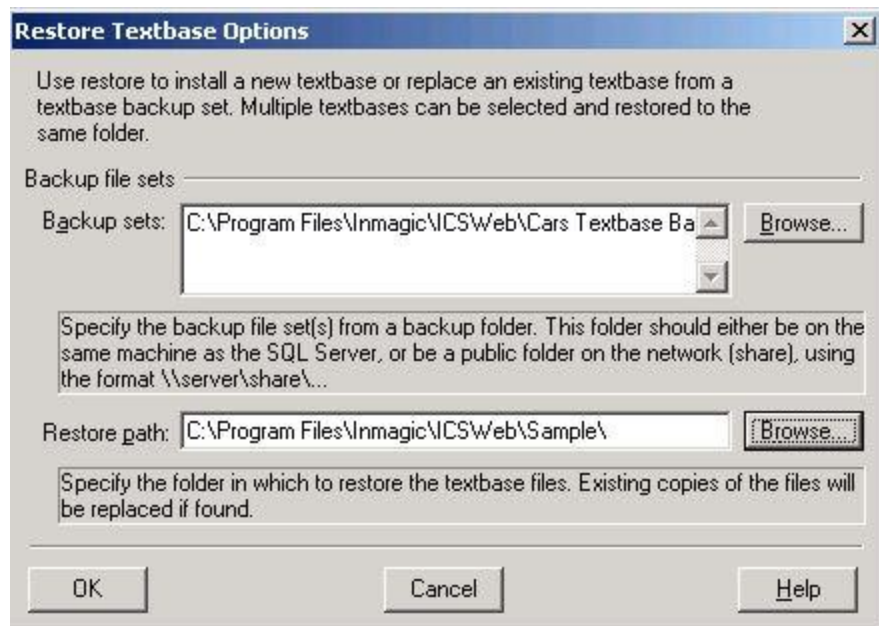 Restore Textbase Options
Use restore to install a new textbase or replace an existing textbase from a
textbase backup set. Multiple textbases can be selected and restored to the
same folder.
Backup file sets
Backup sets:
C:\Program Files\Inmagic\ICSWeb\Cars Textbase Ba
Browse...
Specify the backup file set(s) from a backup folder. This folder should either be on the
same machine as the SQL Server, or be a public folder on the network (share), using
the format \\server\share\...
Restore path:
C:\Program Files\Inmagic\ICSWeb\Sample\
Browse...
Specify the folder in which to restore the textbase files. Existing copies of the files will
be replaced if found.
OK
Cancel
Help